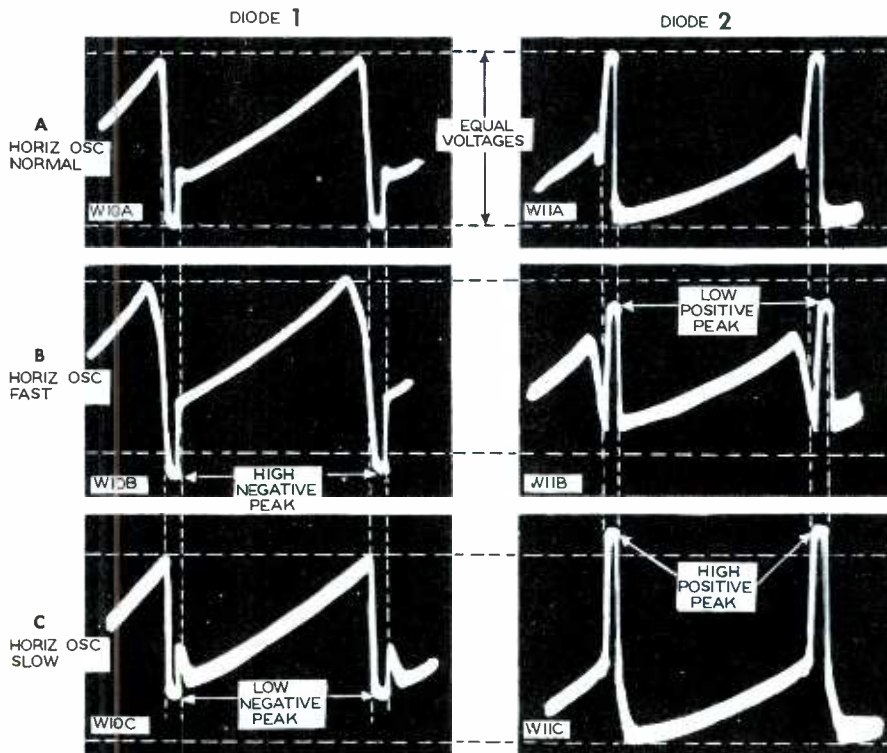 DIODE 1
DIODE 2
A
HORIZ OSC
NORMAL
EQUAL
VOLTAGES
W10A
W11A
B
HORIZ OSC
FAST
LOW
POSITIVE
PEAK
HIGH
NEGATIVE
PEAK
W10B
W11B
C
HORIZ OSC
SLOW
HIGH
POSITIVE
PEAK
LOW
NEGATIVE
PEAK
W10C
W11C